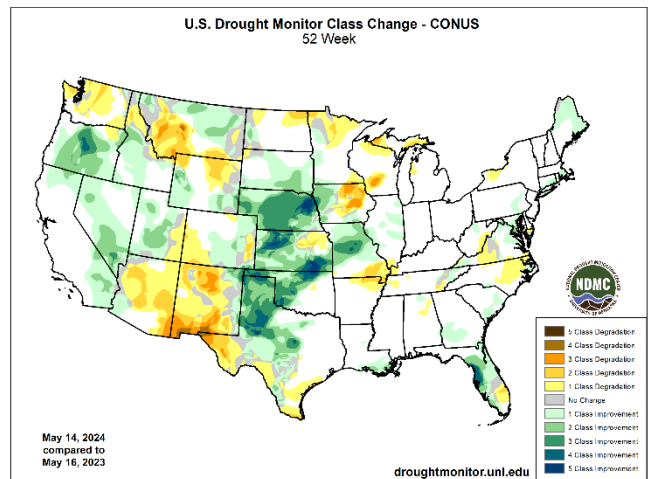 U.S. Drought Monitor Class Change - CONUS
52 Week
NDMC
5 Class Degradation
4 Class Degradation
3 Class Degradation
2 Class Degradation
1 Class Degradation
No Change
1 Class Improvement
2 Class Improvement
3 Class Improvement
4 Class Improvement
5 Class Improvement
May 14, 2024
compared to
May 16, 2023
droughtmonitor.unl.edu